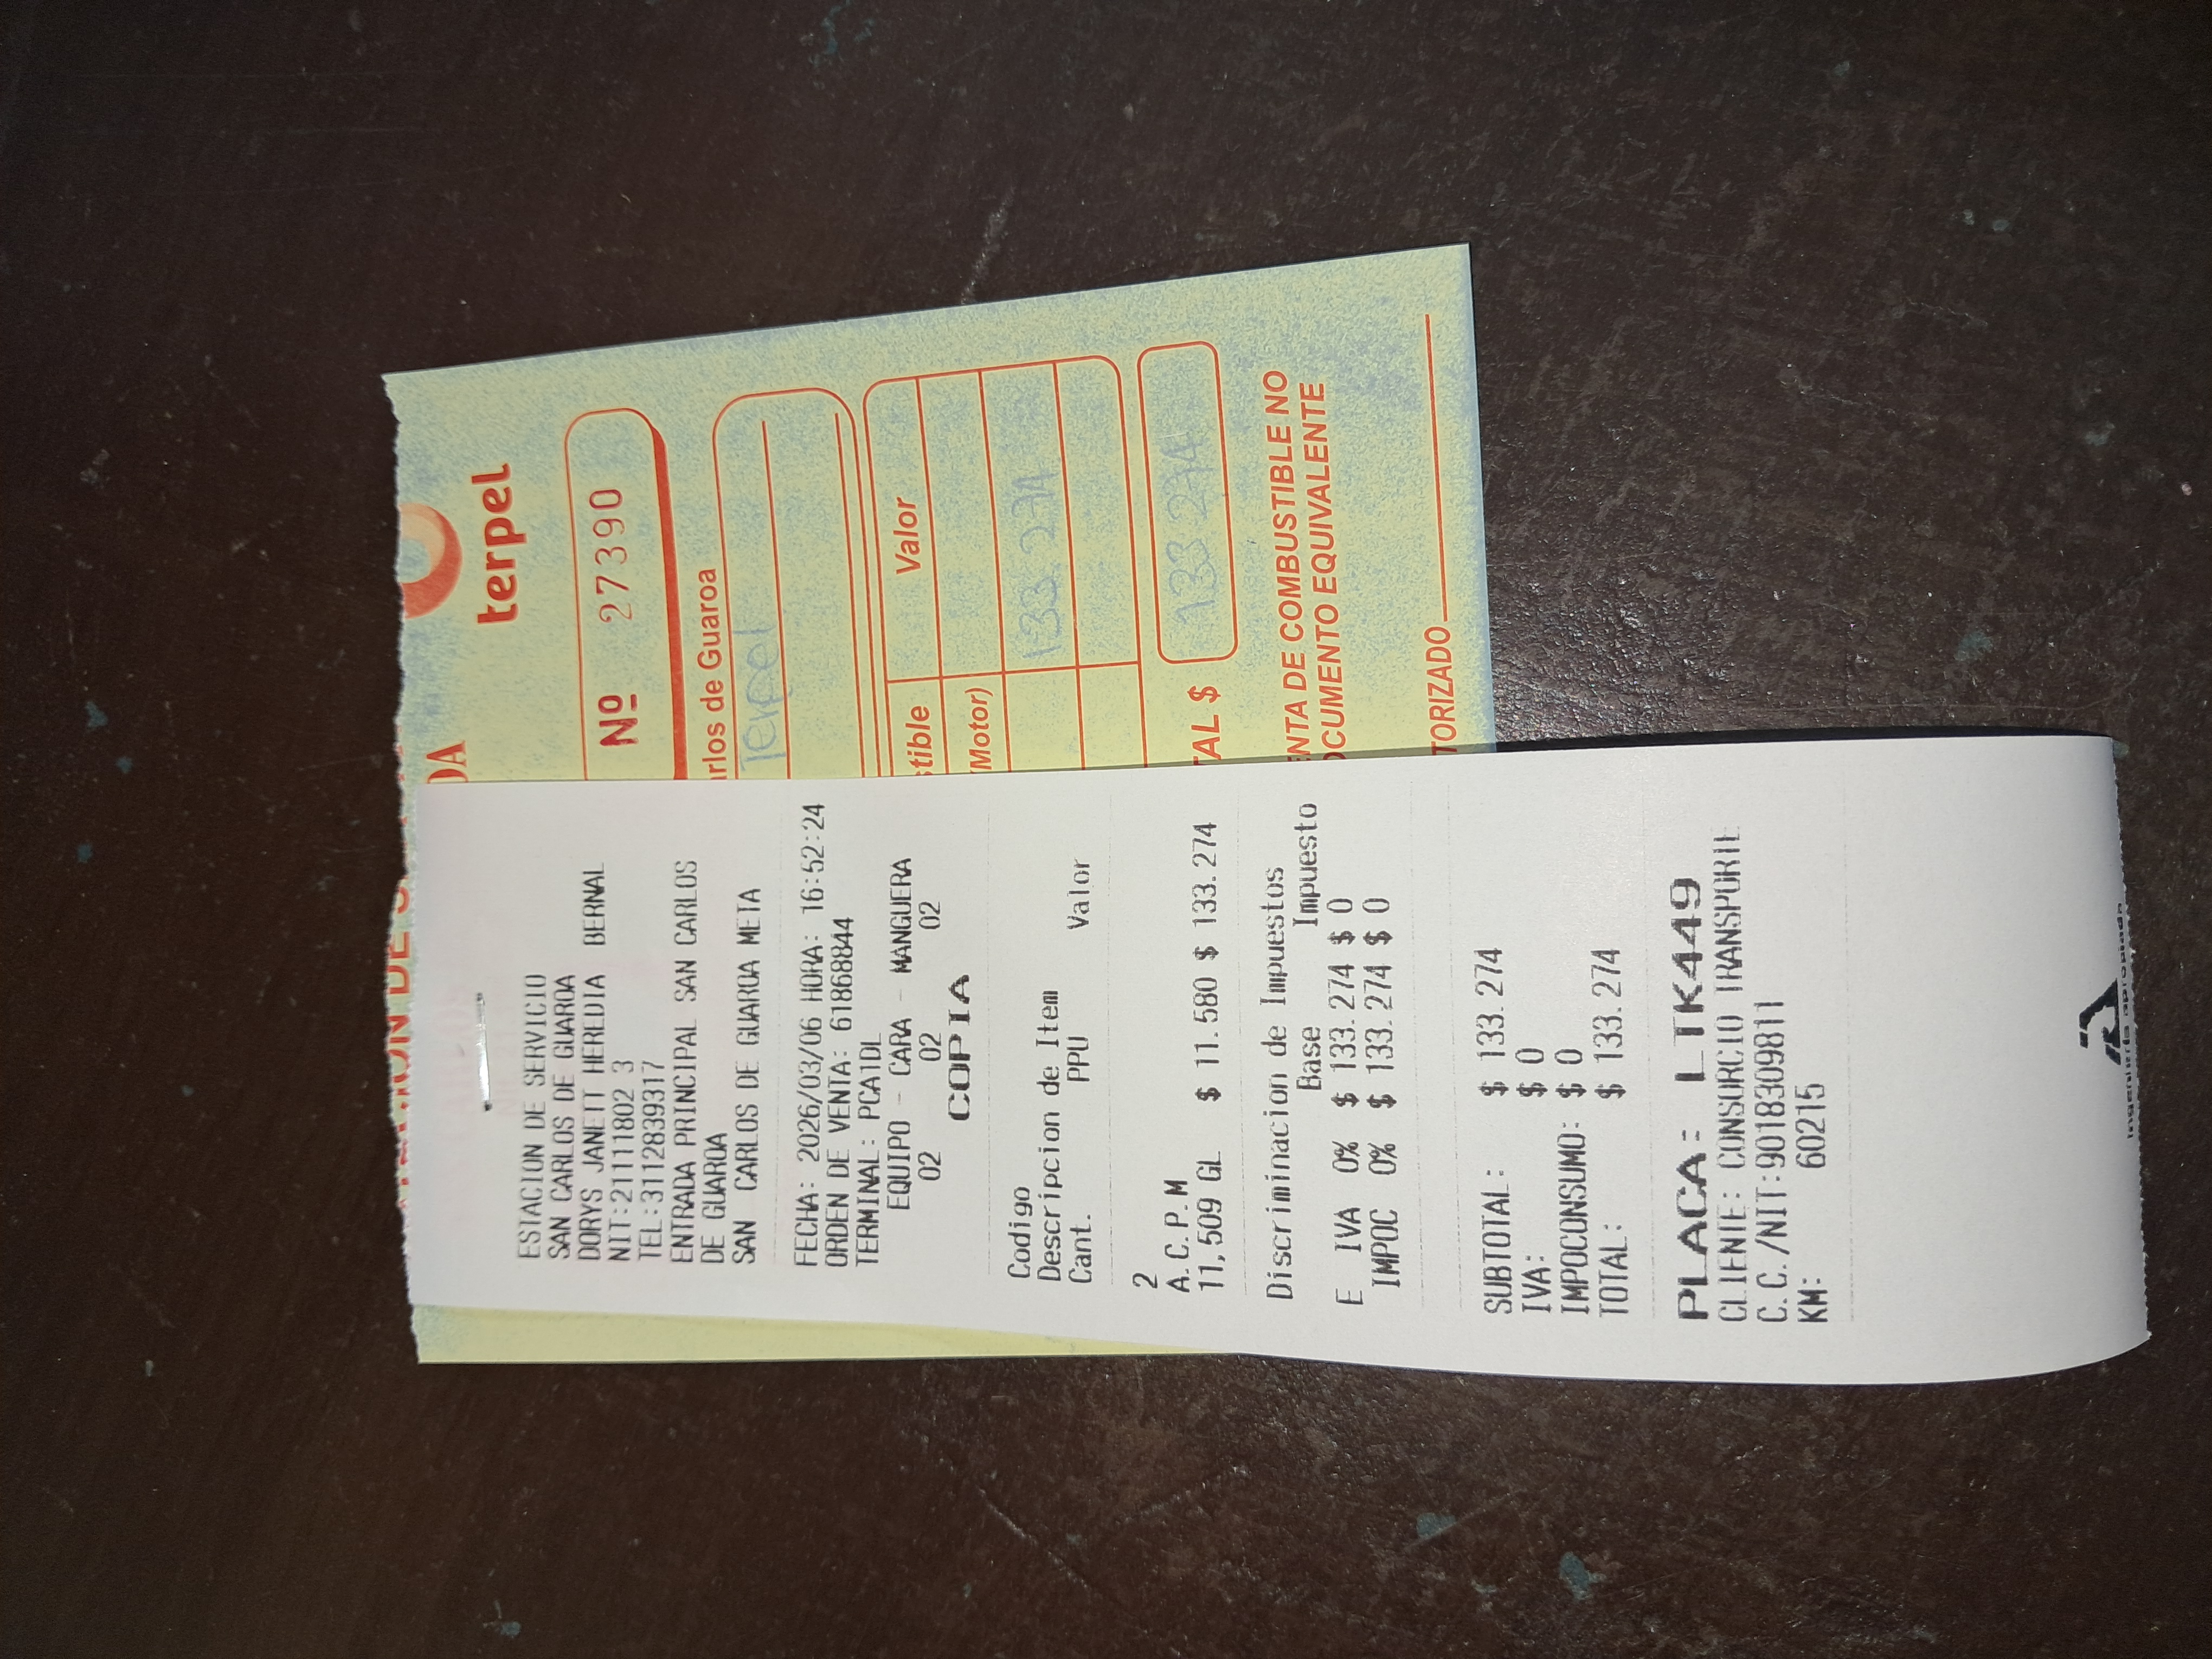 ESTACION DE SERVICIO
SAN CARLOS DE GUAROA
DORYS JANETT HEREDIA BERNAL
NIT:21111802 3
TEL:3112839317
ENTRADA PRINCIPAL SAN CARLOS
DE GUAROA
SAN CARLOS DE GUAROA META
FECHA: 2026/03/06 HORA: 16:52:24
ORDEN DE VENTA: 61868844
TERMINAL: PCA1DL
EQUIPO - CARA - MANGUERA
02 02 02
COPIA
Codigo
Descripcion de Item
Cant. PPU Valor
2
A.C.P.M
11,509 GL $ 11.580 $ 133.274
Discriminacion de Impuestos
Base Impuesto
E IVA 0% $ 133.274 $ 0
IMPOC 0% $ 133.274 $ 0
SUBTOTAL: $ 133.274
IVA: $ 0
IMPOCONSUMO: $ 0
TOTAL: $ 133.274
PLACA: LTK449
CLIENTE: CONSORCIO TRANSPORTE
C.C./NIT:9018309811
KM: 60215
terpel
Nº 27390
rlos de Guaroa
Terpel
stible Valor
(Motor)
133.274
TAL $ 133 274
ENTA DE COMBUSTIBLE NO
OCUMENTO EQUIVALENTE
TORIZADO